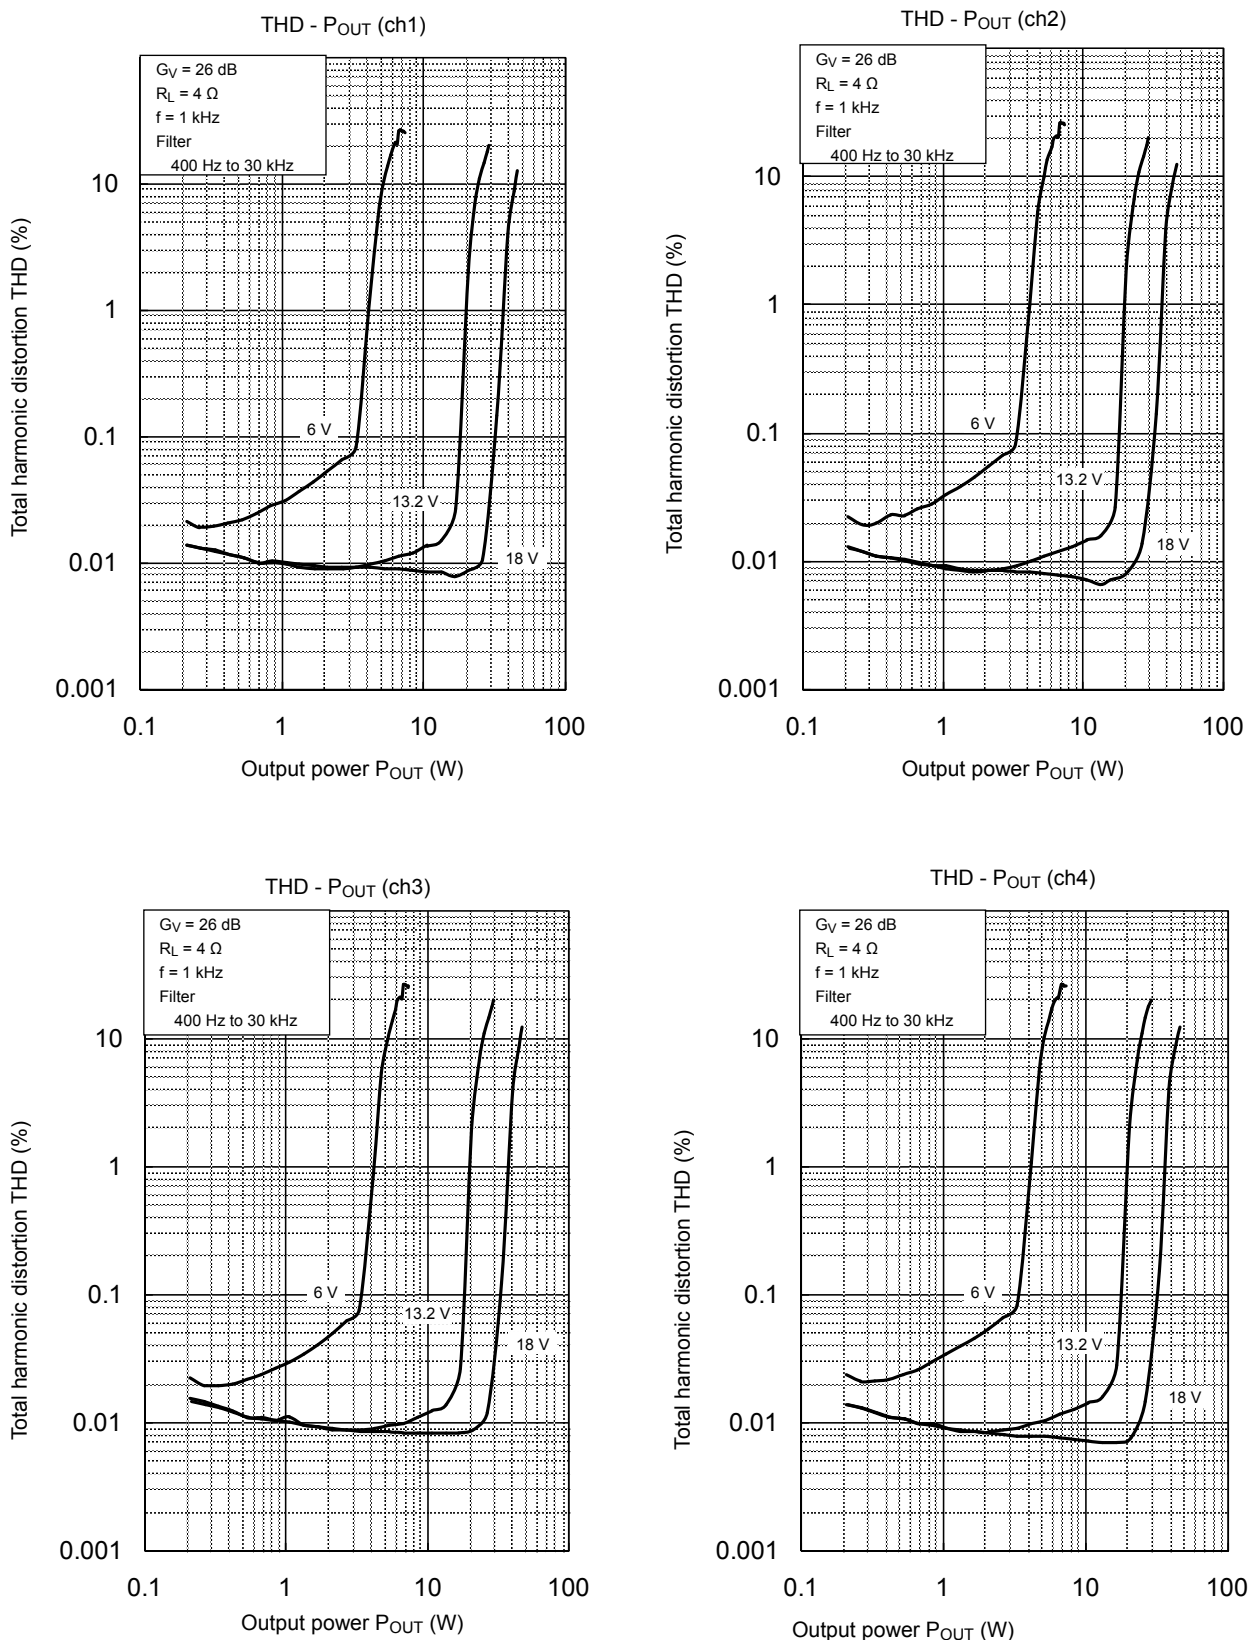 THD - POUT (ch1)
GV = 26 dB
RL = 4 Ω
f = 1 kHz
Filter
400 Hz to 30 kHz
Total harmonic distortion THD (%)
10
1
0.1
0.01
0.001
6 V
13.2 V
18 V
0.1 1 10 100
Output power POUT (W)
THD - POUT (ch2)
GV = 26 dB
RL = 4 Ω
f = 1 kHz
Filter
400 Hz to 30 kHz
Total harmonic distortion THD (%)
10
1
0.1
0.01
0.001
6 V
13.2 V
18 V
0.1 1 10 100
Output power POUT (W)
THD - POUT (ch3)
GV = 26 dB
RL = 4 Ω
f = 1 kHz
Filter
400 Hz to 30 kHz
Total harmonic distortion THD (%)
10
1
0.1
0.01
0.001
6 V
13.2 V
18 V
0.1 1 10 100
Output power POUT (W)
THD - POUT (ch4)
GV = 26 dB
RL = 4 Ω
f = 1 kHz
Filter
400 Hz to 30 kHz
Total harmonic distortion THD (%)
10
1
0.1
0.01
0.001
6 V
13.2 V
18 V
0.1 1 10 100
Output power POUT (W)